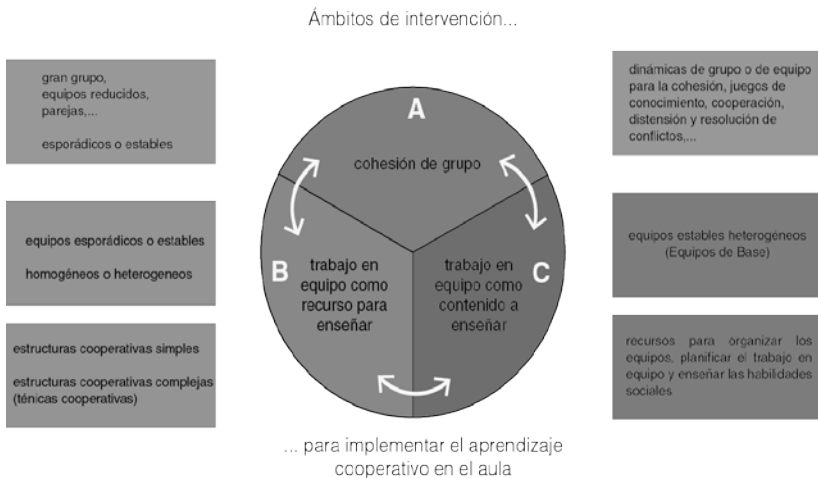 Ámbitos de intervención...
gran grupo,
equipos reducidos,
parejas,...
esporádicos o estables
equipos esporádicos o estables
homogéneos o heterogeneos
estructuras cooperativas simples
estructuras cooperativas complejas
(ténicas cooperativas)
A
cohesión de grupo
B
trabajo en
equipo como
recurso para
enseñar
trabajo en
equipo como
contenido a
enseñar
C
dinámicas de grupo o de equipo
para la cohesión, juegos de
conocimiento, cooperación,
distensión y resolución de
conflictos,...
equipos estables heterogéneos
(Equipos de Base)
recursos para organizar los
equipos, planificar el trabajo en
equipo y enseñar las habilidades
sociales
... para implementar el aprendizaje
cooperativo en el aula